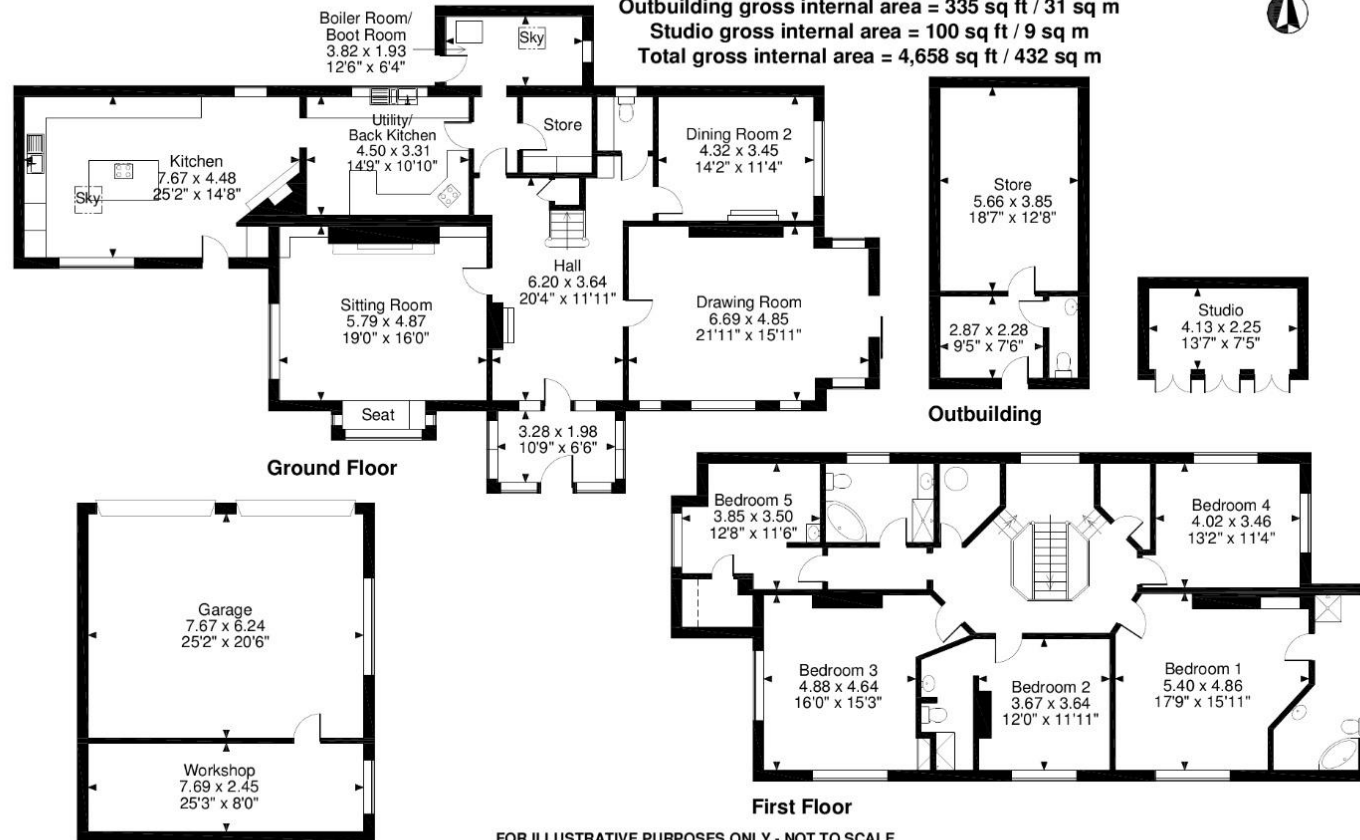 Outbuilding gross internal area = 335 sq ft / 31 sq m
Studio gross internal area = 100 sq ft / 9 sq m
Total gross internal area = 4,658 sq ft / 432 sq m
Boiler Room/
Boot Room
3.82 x 1.93
12'6" x 6'4"
Sky
Utility/
Back Kitchen
4.50 x 3.31
14'9" x 10'10"
Store
Dining Room 2
4.32 x 3.45
14'2" x 11'4"
Kitchen
7.67 x 4.48
25'2" x 14'8"
Sky
Hall
6.20 x 3.64
20'4" x 11'11"
Sitting Room
5.79 x 4.87
19'0" x 16'0"
Drawing Room
6.69 x 4.85
21'11" x 15'11"
Seat
3.28 x 1.98
10'9" x 6'6"
Ground Floor
Store
5.66 x 3.85
18'7" x 12'8"
2.87 x 2.28
9'5" x 7'6"
Outbuilding
Studio
4.13 x 2.25
13'7" x 7'5"
Garage
7.67 x 6.24
25'2" x 20'6"
Workshop
7.69 x 2.45
25'3" x 8'0"
Bedroom 5
3.85 x 3.50
12'8" x 11'6"
Bedroom 4
4.02 x 3.46
13'2" x 11'4"
Bedroom 3
4.88 x 4.64
16'0" x 15'3"
Bedroom 2
3.67 x 3.64
12'0" x 11'11"
Bedroom 1
5.40 x 4.86
17'9" x 15'11"
First Floor
FOR ILLUSTRATIVE PURPOSES ONLY - NOT TO SCALE